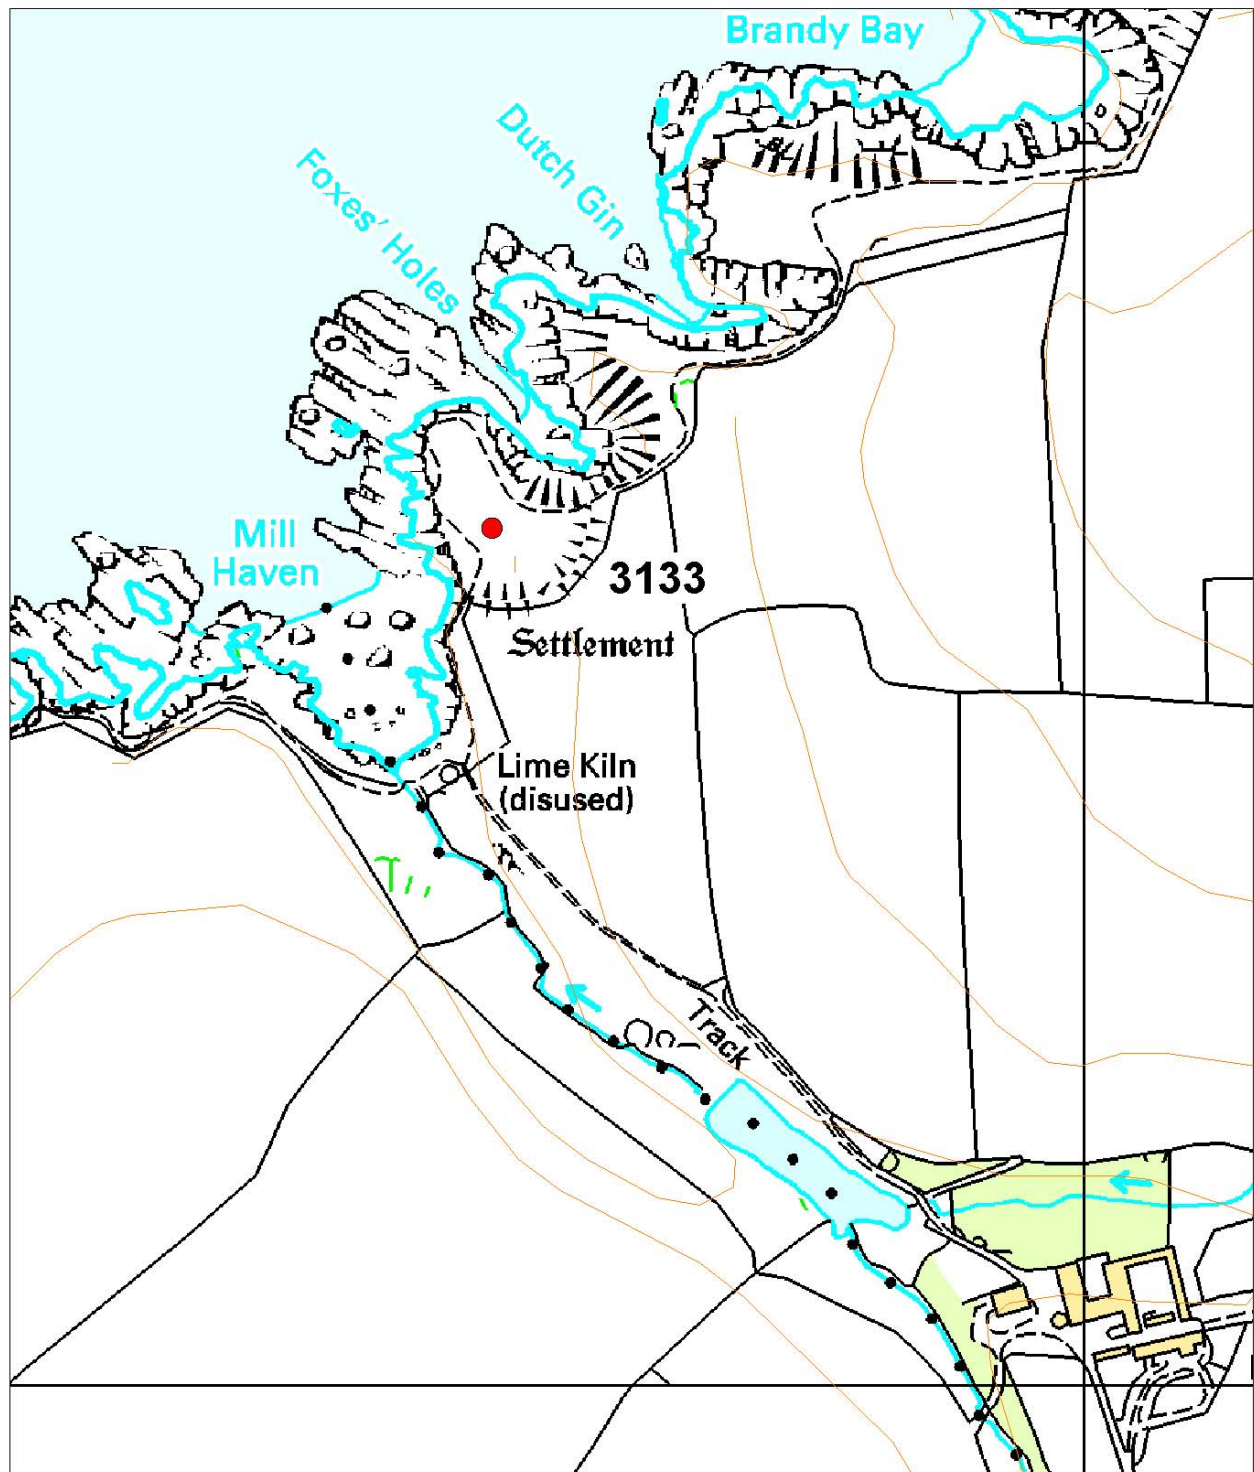 Brandy Bay
Dutch Gin
Foxes' Holes
Mill
Haven
3133
Settlement
Lime Kiln
(disused)
Track